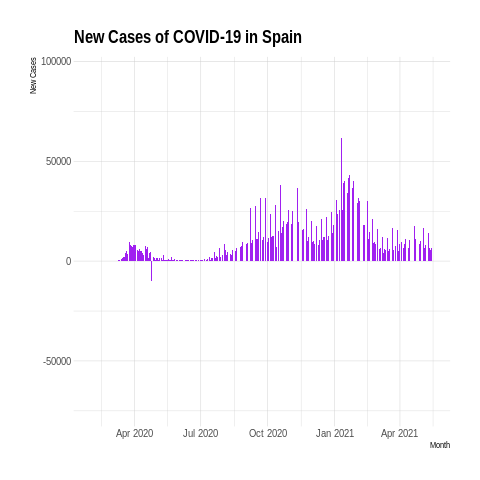 New Cases of COVID-19 in Spain
New Cases
100000
50000
0
-50000
Apr 2020 Jul 2020 Oct 2020 Jan 2021 Apr 2021
Month